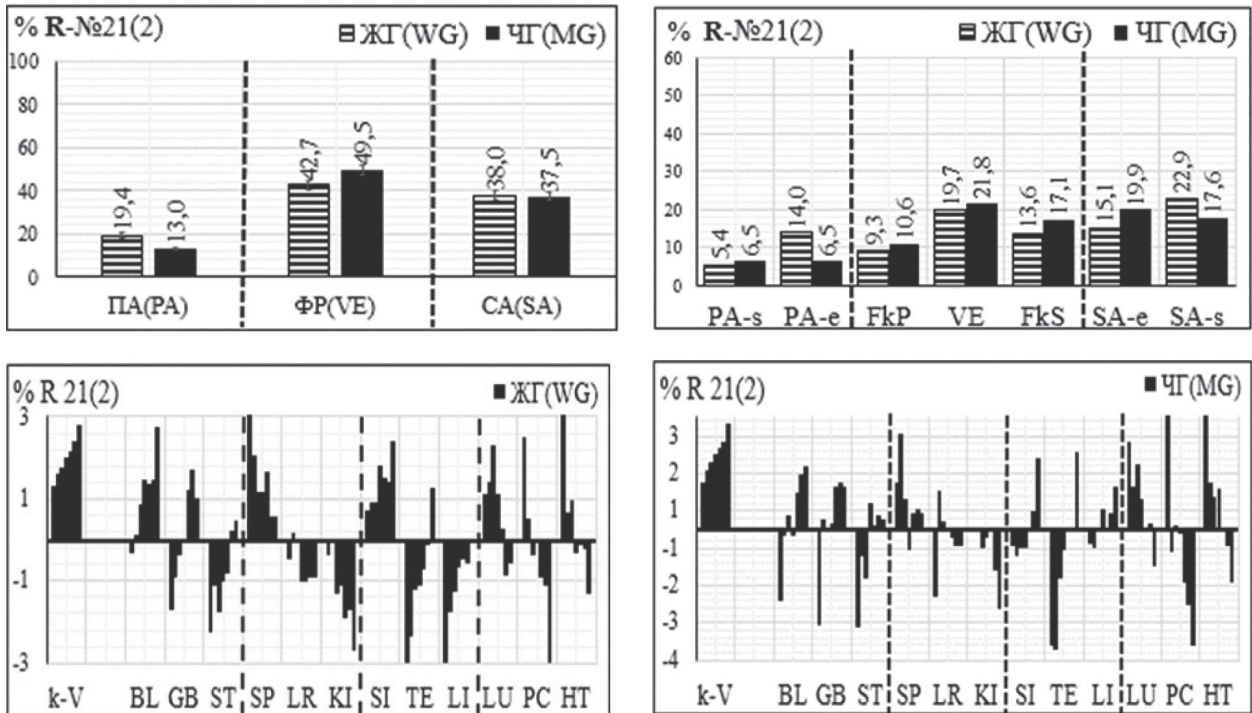 % R-№21(2) ЖГ(WG) ЧГ(MG)
100
80
60
40
20
0
19,4 13,0 42,7 49,5 38,0 37,5
ПА(PA) ФР(VE) СА(SA)
% R-№21(2) ЖГ(WG) ЧГ(MG)
60
50
40
30
20
10
0
5,4 6,5 14,0 6,5 9,3 10,6 19,7 21,8 13,6 17,1 15,1 19,9 22,9 17,6
PA-s PA-e FkP VE FkS SA-e SA-s
% R 21(2) ЖГ(WG)
3
1
-1
-3
k-V BL GB ST SP LR KI SI TE LI LU PC HT
% R 21(2) ЧГ(MG)
3
2
1
-1
-2
-3
-4
k-V BL GB ST SP LR KI SI TE LI LU PC HT